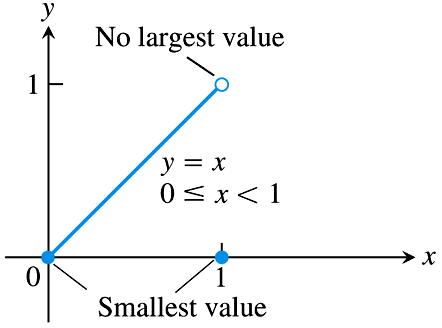 y
No largest value
1
y = x
0 ≤ x < 1
x
0
1
Smallest value